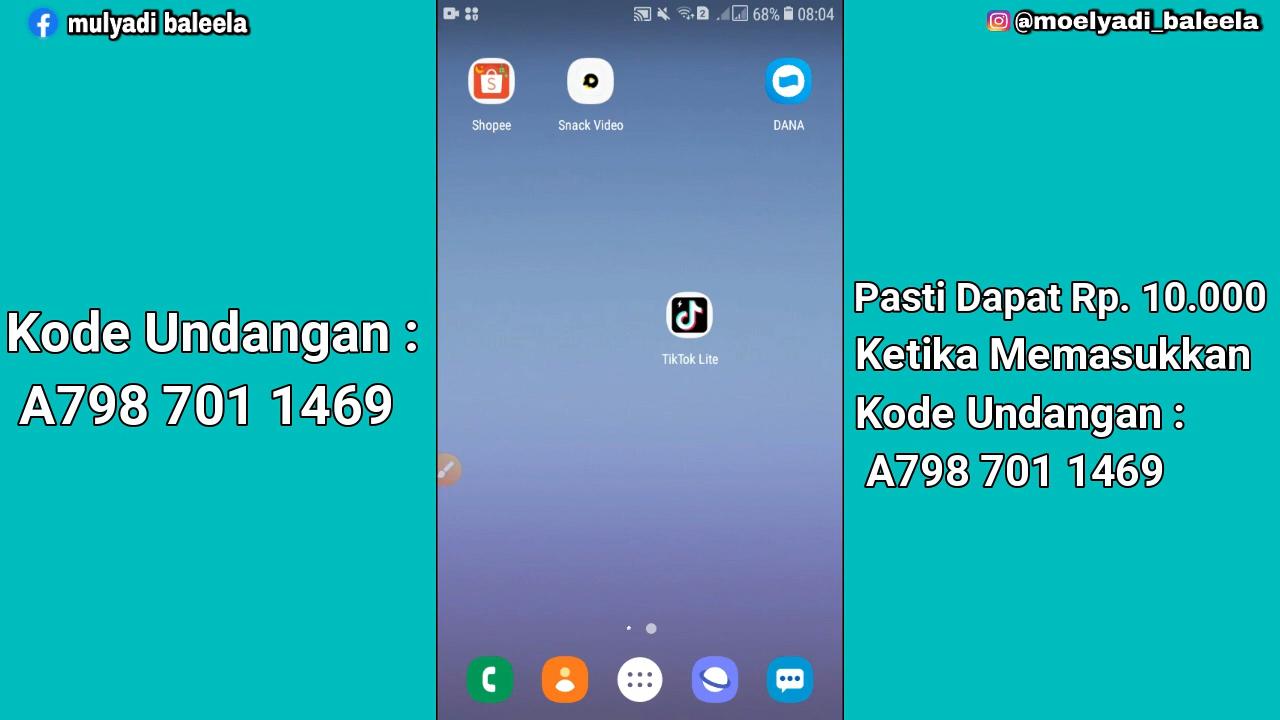 mulyadi baleela
@moelyadi_baleela
68% 08:04
2
Shopee
Snack Video
DANA
TikTok Lite
Kode Undangan :
A798 701 1469
Pasti Dapat Rp. 10.000
Ketika Memasukkan
Kode Undangan :
A798 701 1469